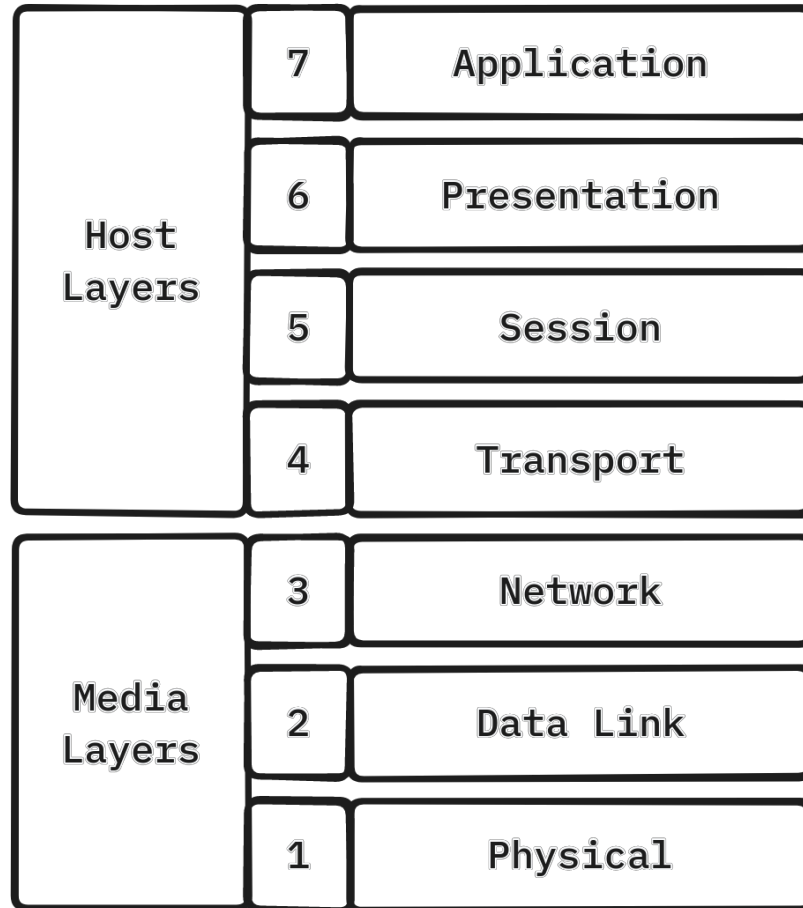 7 Application
6 Presentation
Host
Layers
5 Session
4 Transport
3 Network
Media
Layers
2 Data Link
1 Physical